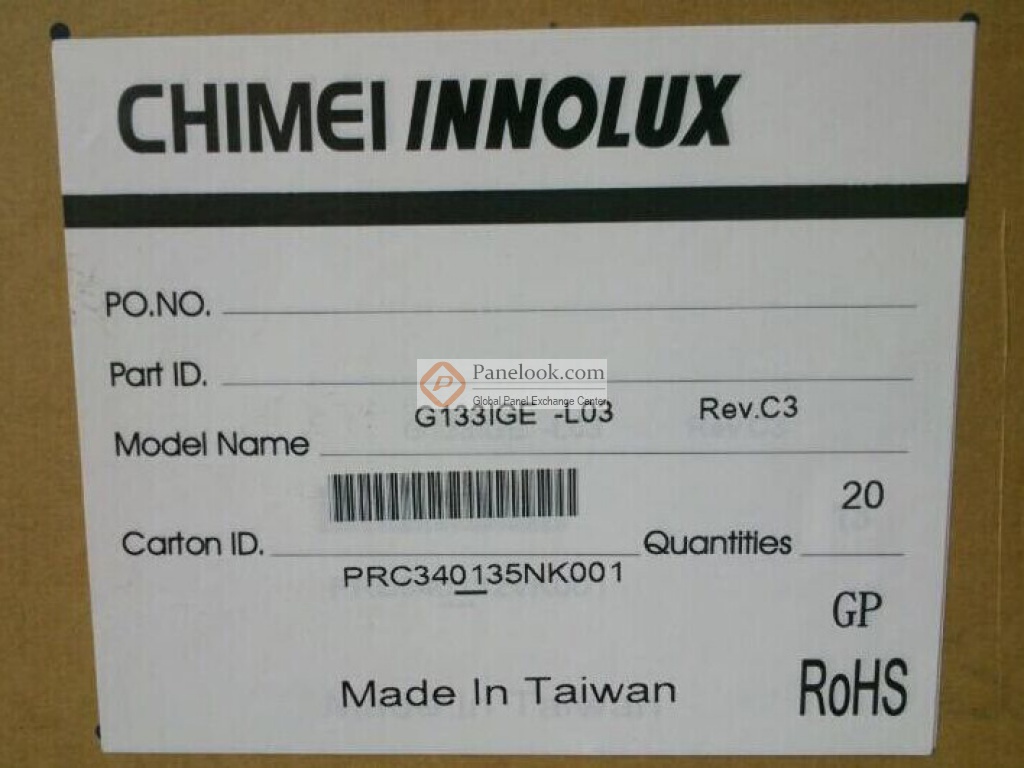 CHIMEI INNOLUX
PO.NO.
Part ID.
Panelook.com
Global Panel Exchange Center
G133IGE -L03 Rev.C3
Model Name
20
Carton ID. Quantities
PRC340135NK001
GP
Made In Taiwan RoHS